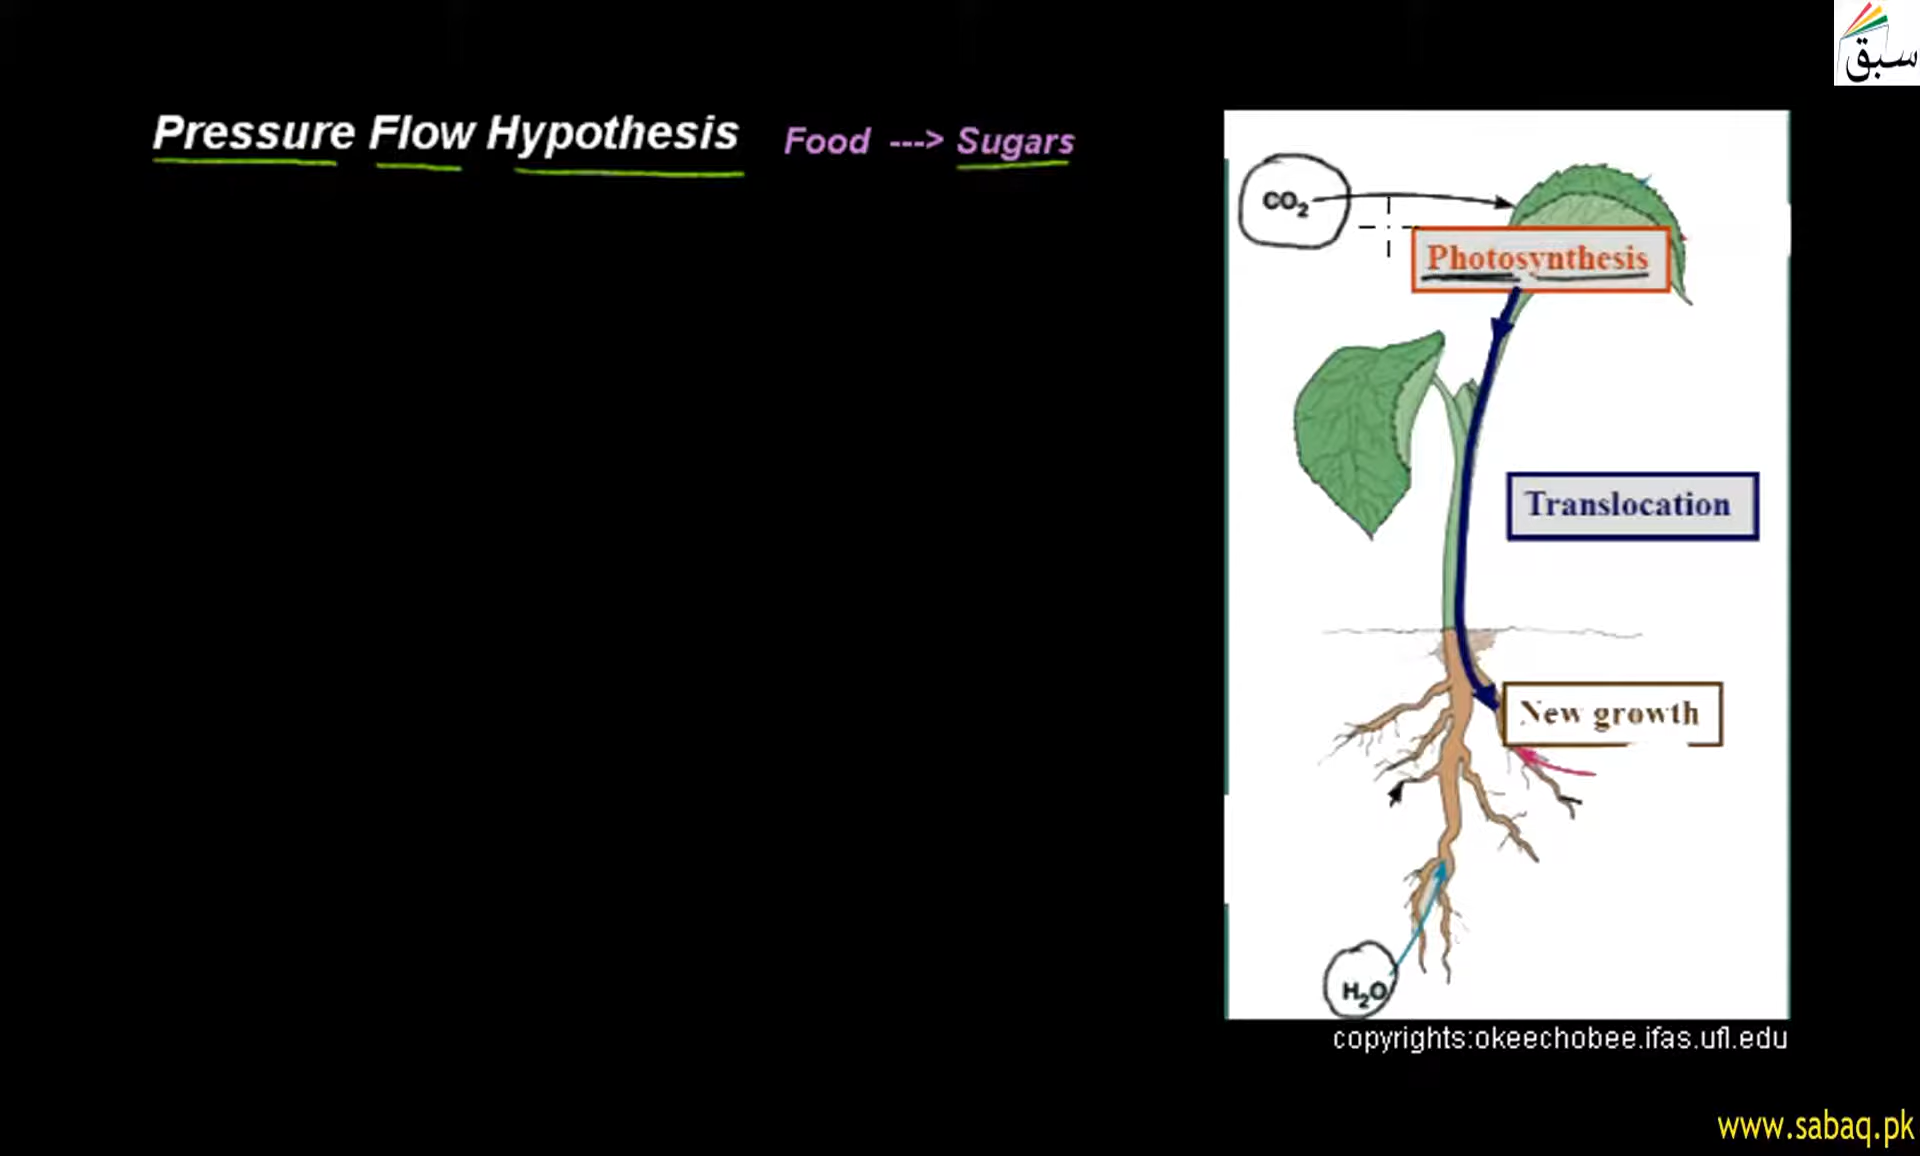 سبق
Pressure Flow Hypothesis Food ---> Sugars
CO₂
Photosynthesis
Translocation
New growth
H₂O
copyrights:okeechobee.ifas.ufl.edu
www.sabaq.pk